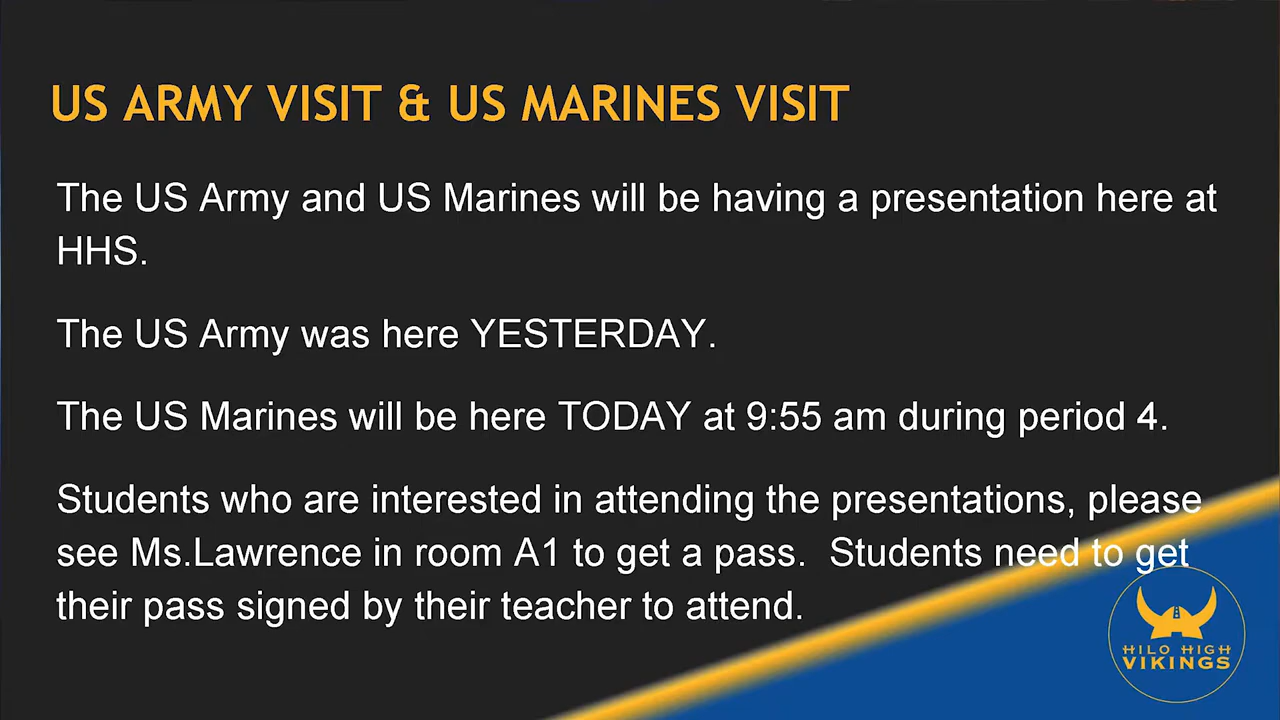 US ARMY VISIT & US MARINES VISIT
The US Army and US Marines will be having a presentation here at
HHS.
The US Army was here YESTERDAY.
The US Marines will be here TODAY at 9:55 am during period 4.
Students who are interested in attending the presentations, please
see Ms.Lawrence in room A1 to get a pass.  Students need to get
their pass signed by their teacher to attend.
HILO HIGH
VIKINGS